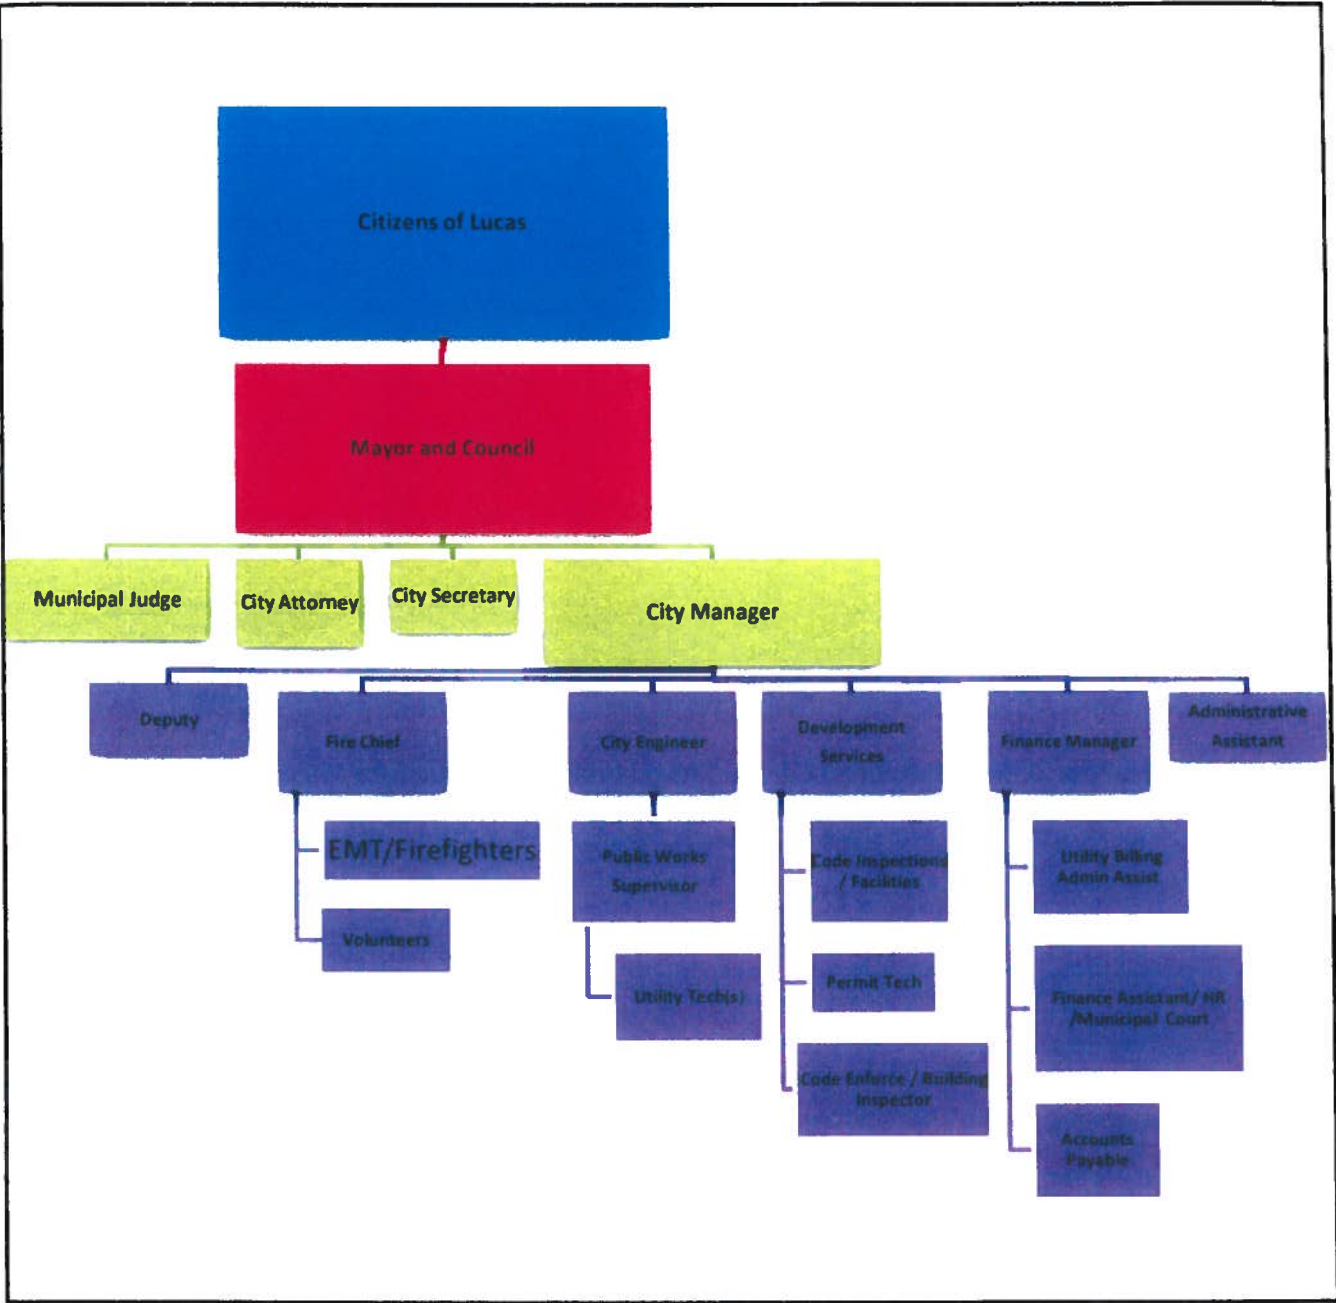 Citizens of Lucas
Mayor and Council
Municipal Judge
City Attorney
City Secretary
City Manager
Deputy
Fire Chief
City Engineer
Development
Services
Finance Manager
Administrative
Assistant
EMT/Firefighters
Volunteers
Public Works
Supervisor
Utility Tech(s)
Code Inspections
/ Facilities
Permit Tech
Code Enforce / Building
Inspector
Utility Billing
Admin Assist
Finance Assistant/ HR
/Municipal Court
Accounts
Payable